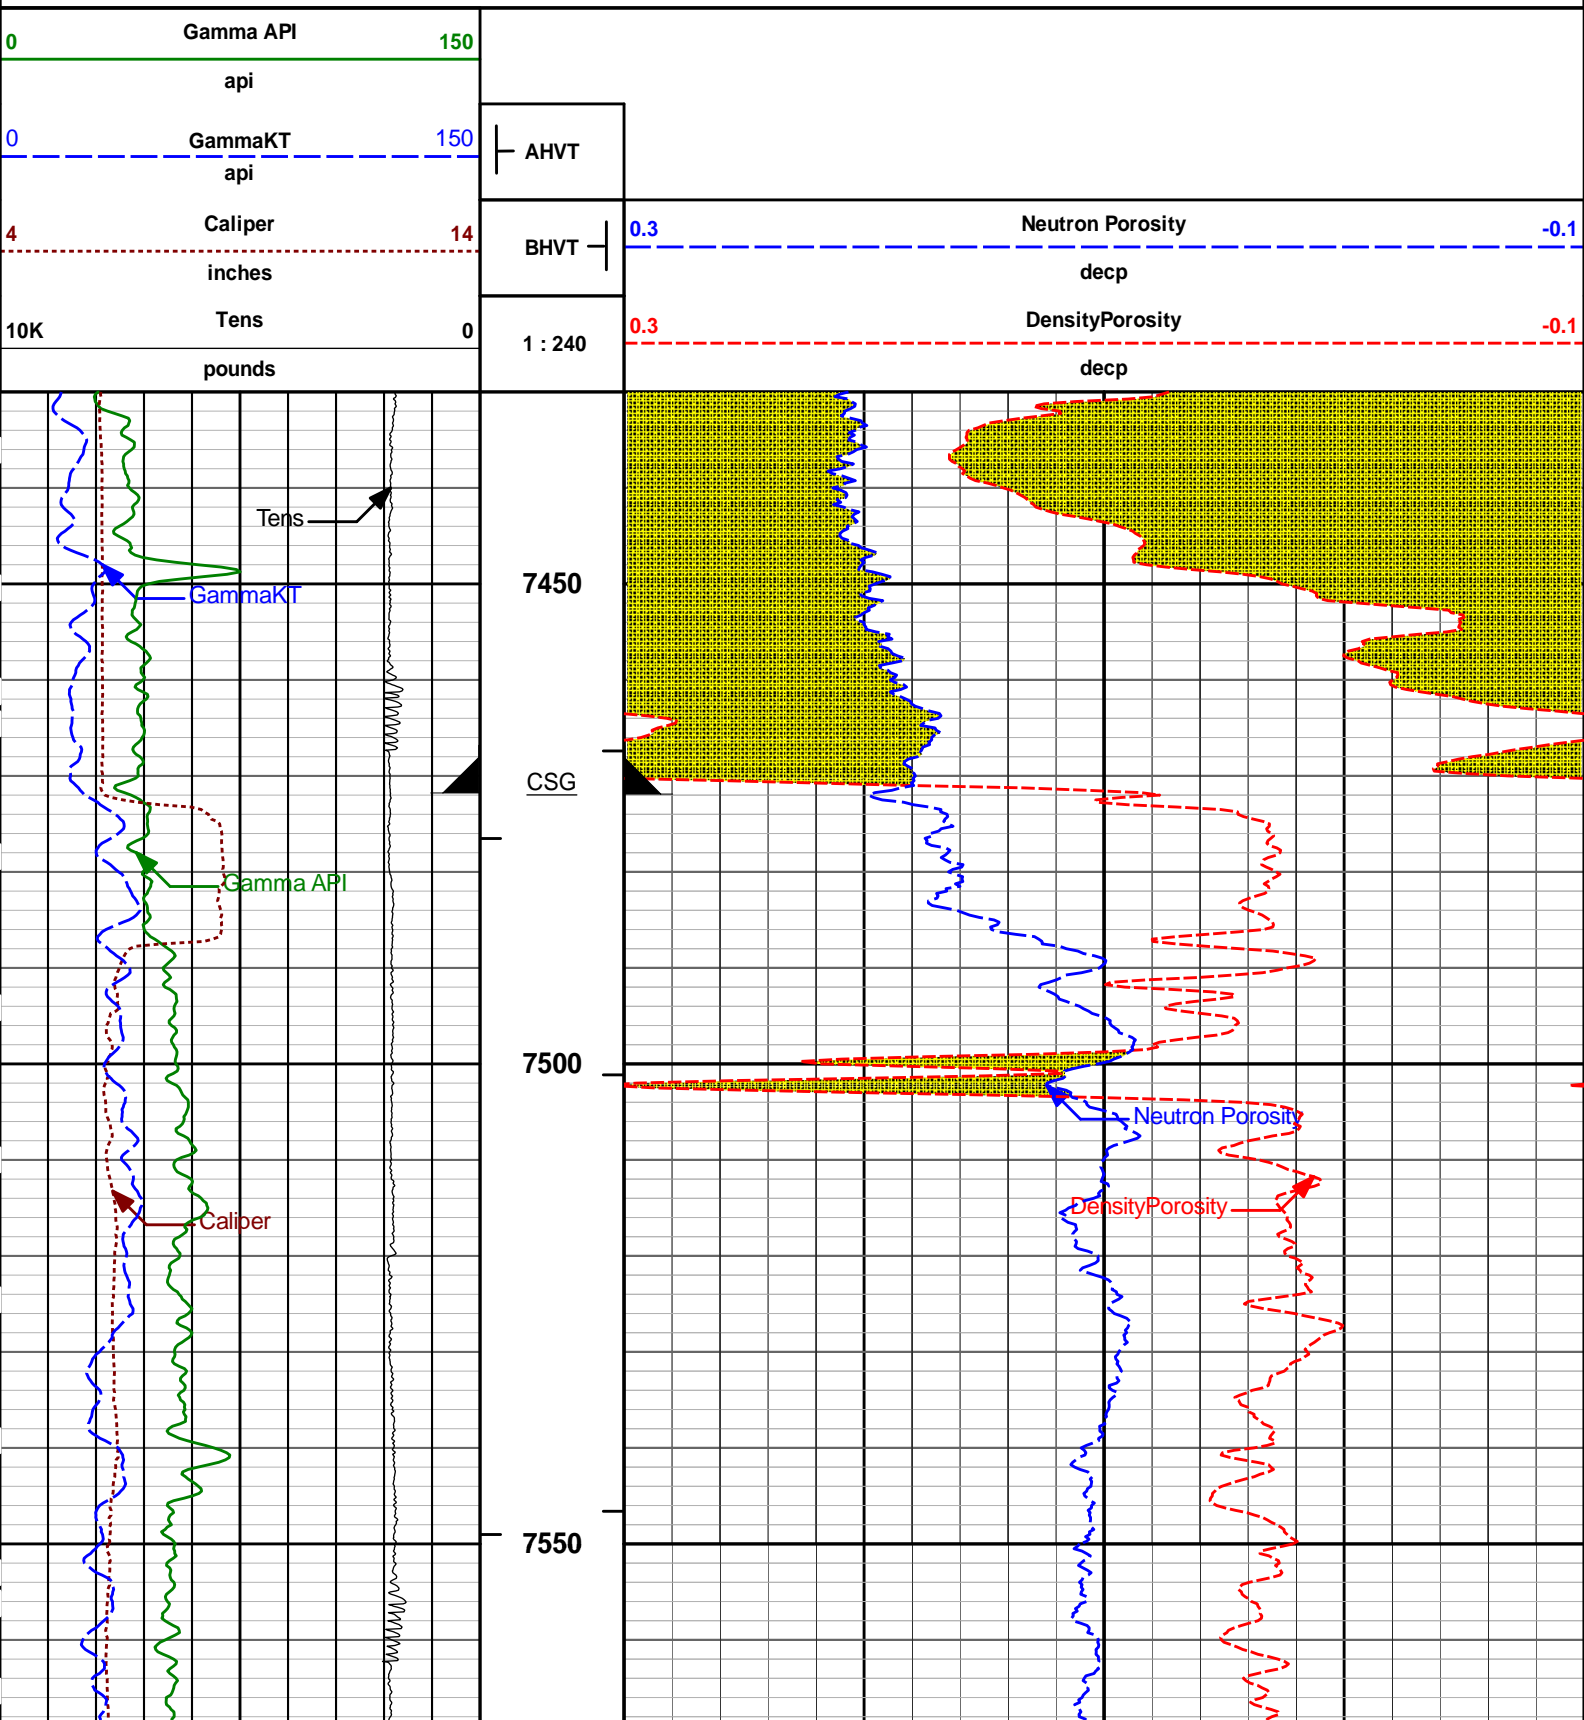 Gamma API
0 150
api
GammaKT
0 150
api
Caliper
4 14
inches
Tens
10K 0
pounds
AHVT
BHVT
1 : 240
Neutron Porosity
0.3 -0.1
decp
DensityPorosity
0.3 -0.1
decp
Tens
GammaKT
7450
CSG
Gamma API
7500
Neutron Porosity
DensityPorosity
Caliper
7550